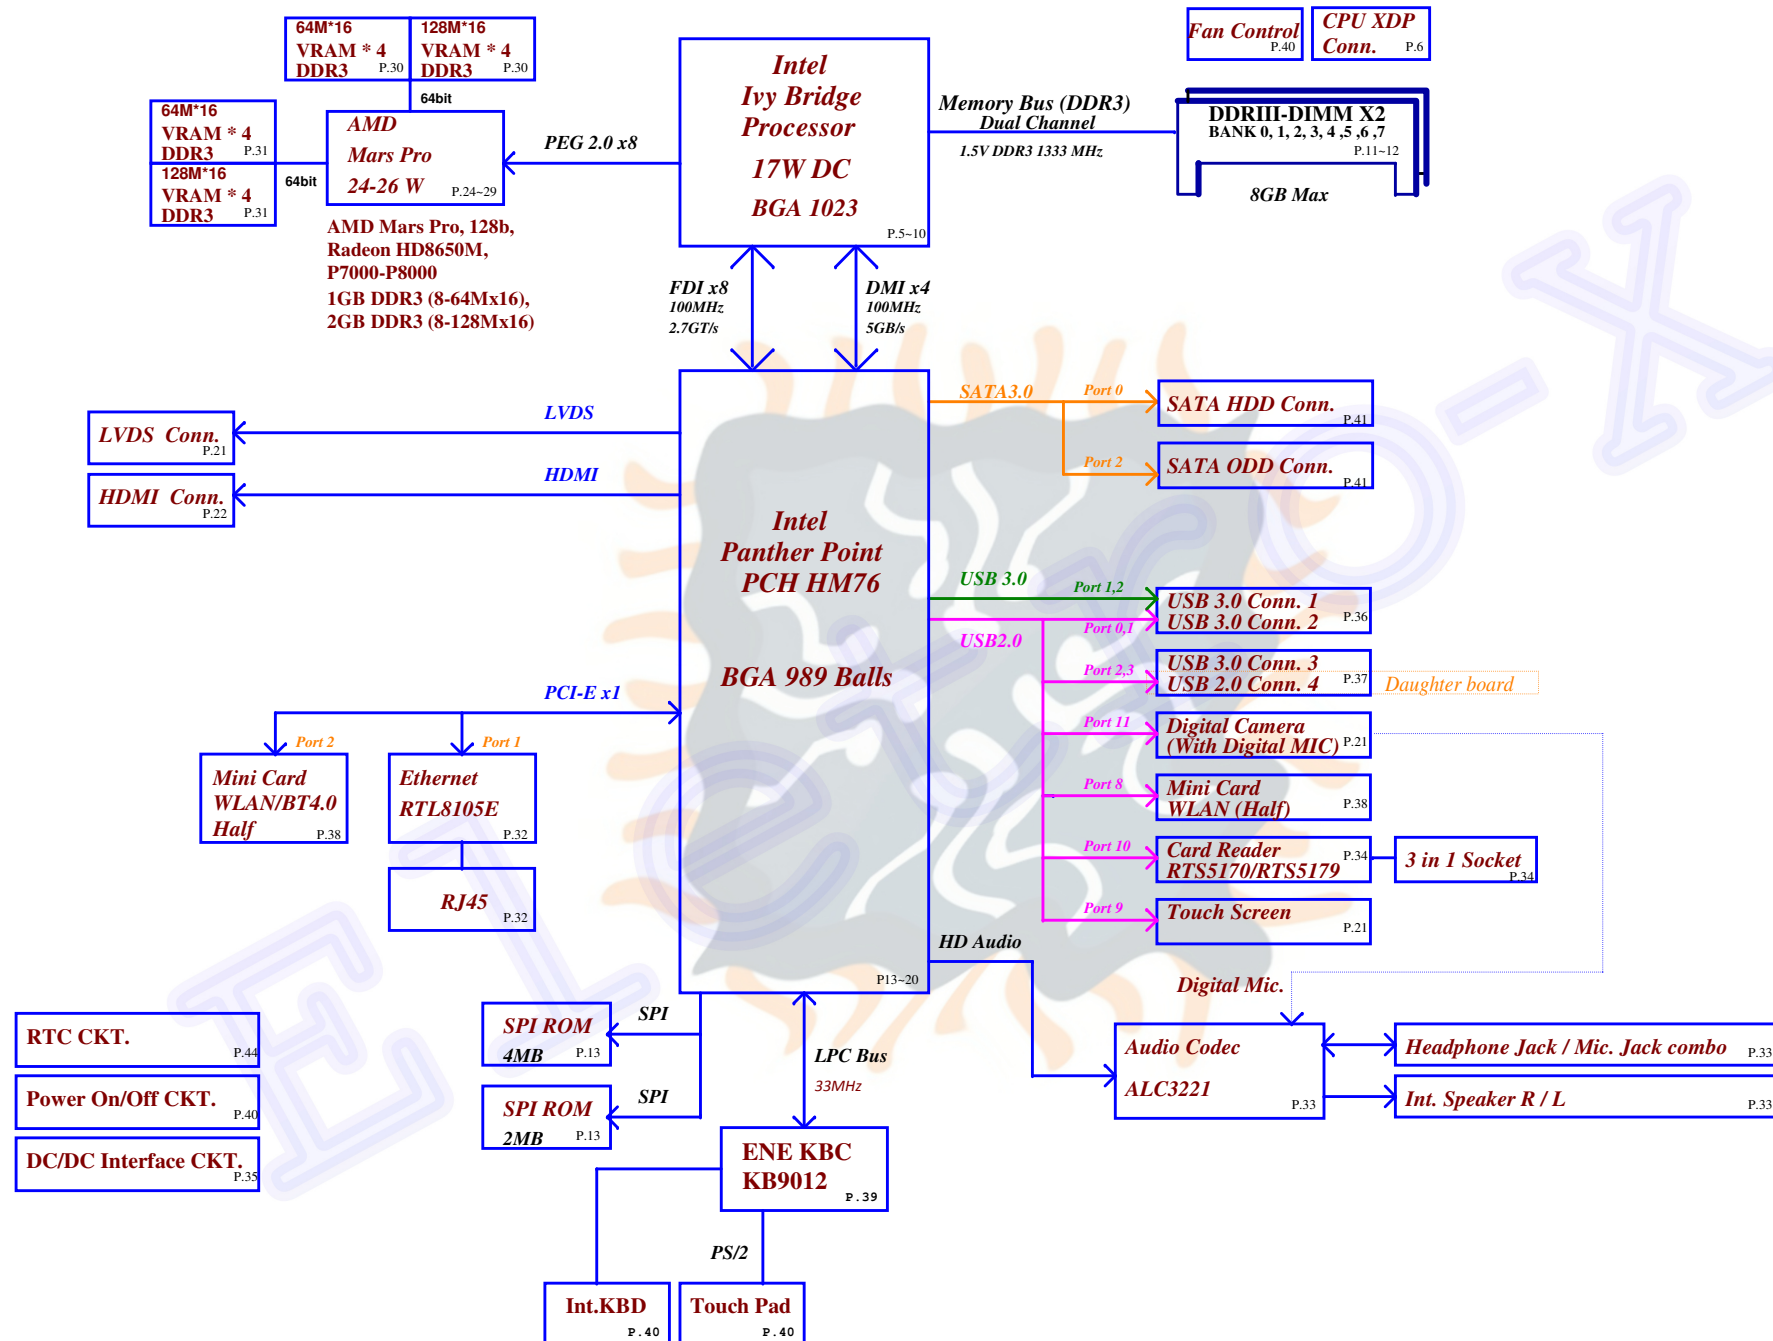 64M*16
VRAM * 4
DDR3 P.30
128M*16
VRAM * 4
DDR3 P.30
64bit
64M*16
VRAM * 4
DDR3 P.31
128M*16
VRAM * 4
DDR3 P.31
64bit
AMD
Mars Pro
24-26 W P.24~29
AMD Mars Pro, 128b,
Radeon HD8650M,
P7000-P8000
1GB DDR3 (8-64Mx16),
2GB DDR3 (8-128Mx16)
PEG 2.0 x8
Intel
Ivy Bridge
Processor
17W DC
BGA 1023
P.5~10
Memory Bus (DDR3)
Dual Channel
1.5V DDR3 1333 MHz
Fan Control
P.40
CPU XDP
Conn. P.6
DDRIII-DIMM X2
BANK 0, 1, 2, 3, 4 ,5 ,6 ,7
P.11~12
8GB Max
FDI x8
100MHz
2.7GT/s
DMI x4
100MHz
5GB/s
LVDS
LVDS Conn.
P.21
HDMI
HDMI Conn.
P.22
Intel
Panther Point
PCH HM76
BGA 989 Balls
P13~20
SATA3.0
Port 0
SATA HDD Conn.
P.41
Port 2
SATA ODD Conn.
P.41
USB 3.0
Port 1,2
USB 3.0 Conn. 1
USB 3.0 Conn. 2 P.36
USB2.0
Port 0,1
Port 2,3
USB 3.0 Conn. 3
USB 2.0 Conn. 4 P.37
Daughter board
Port 11
Digital Camera
(With Digital MIC) P.21
Port 8
Mini Card
WLAN (Half) P.38
Port 10
Card Reader P.34
RTS5170/RTS5179
3 in 1 Socket
P.34
Port 9
Touch Screen
P.21
PCI-E x1
Port 2
Mini Card
WLAN/BT4.0
Half P.38
Port 1
Ethernet
RTL8105E
P.32
RJ45
P.32
HD Audio
Digital Mic.
Audio Codec
ALC3221
P.33
Headphone Jack / Mic. Jack combo P.33
Int. Speaker R / L P.33
SPI
SPI ROM
4MB P.13
SPI
SPI ROM
2MB P.13
LPC Bus
33MHz
ENE KBC
KB9012
P.39
PS/2
Int.KBD
P.40
Touch Pad
P.40
RTC CKT.
P.44
Power On/Off CKT.
P.40
DC/DC Interface CKT.
P.35